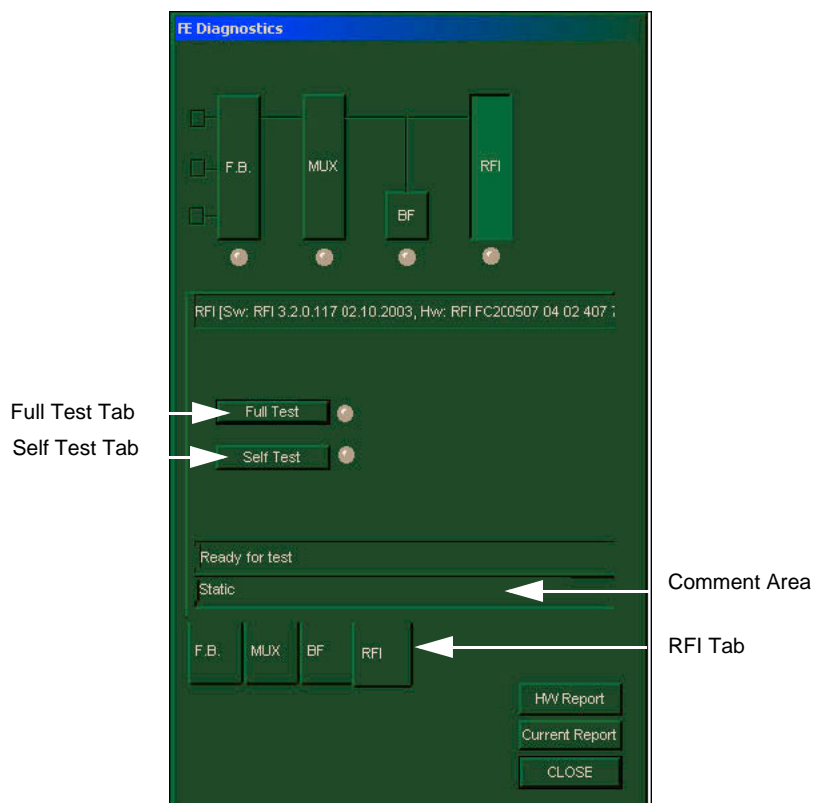 FE Diagnostics
F.B.
MUX
RFI
BF
RFI [Sw: RFI 3.2.0.117 02.10.2003, Hw: RFI FC200507 04 02 407
Full Test Tab
Full Test
Self Test Tab
Self Test
Ready for test
Static
Comment Area
F.B.
MUX
BF
RFI
RFI Tab
HW Report
Current Report
CLOSE